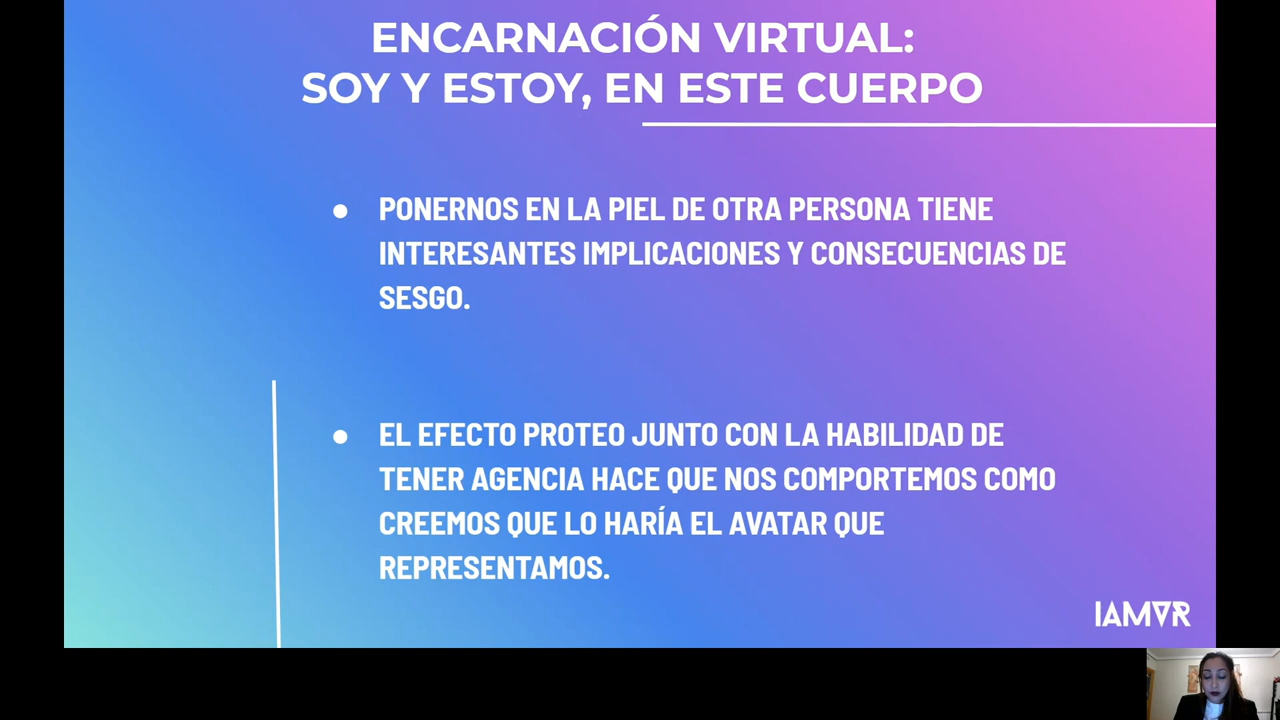 ENCARNACIÓN VIRTUAL:
SOY Y ESTOY, EN ESTE CUERPO
● PONERNOS EN LA PIEL DE OTRA PERSONA TIENE
INTERESANTES IMPLICACIONES Y CONSECUENCIAS DE
SESGO.
● EL EFECTO PROTEO JUNTO CON LA HABILIDAD DE
TENER AGENCIA HACE QUE NOS COMPORTEMOS COMO
CREEMOS QUE LO HARÍA EL AVATAR QUE
REPRESENTAMOS.
IAMVR